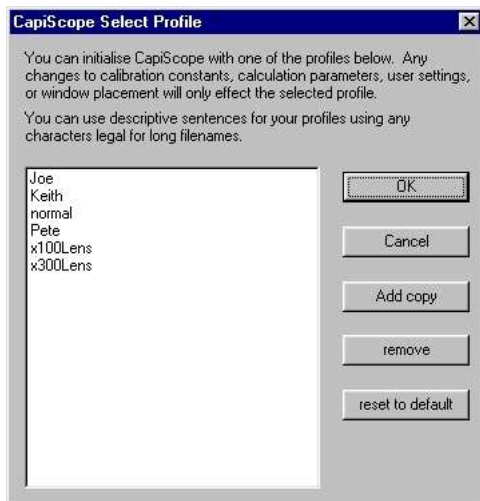 CapiScope Select Profile
You can initialise CapiScope with one of the profiles below. Any
changes to calibration constants, calculation parameters, user settings,
or window placement will only effect the selected profile.
You can use descriptive sentences for your profiles using any
characters legal for long filenames.
Joe
Keith
normal
Pete
x100Lens
x300Lens
OK
Cancel
Add copy
remove
reset to default